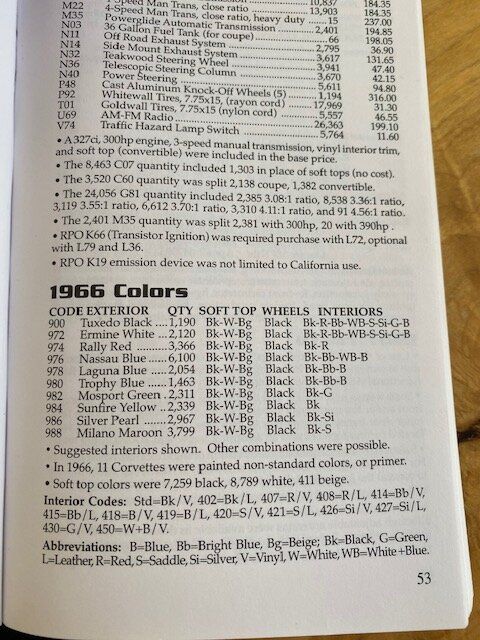 4-Speed Man Trans, close ratio ........ 10,837 184.35
M22 4-Speed Man Trans, close ratio, heavy duty ....... 15 237.00
M35 Powerglide Automatic Transmission ........ 2,401 194.85
N03 36 Gallon Fuel Tank (for coupe) .......... 66 198.05
N11 Off Road Exhaust System .......... 2,795 36.90
N14 Side Mount Exhaust System .......... 3,617 131.65
N32 Teakwood Steering Wheel .......... 3,941 47.40
N36 Telescopic Steering Column .......... 3,670 42.15
N40 Power Steering .......... 5,611 94.80
P48 Cast Aluminum Knock-Off Wheels (5) .......... 1,194 316.00
P92 Whitewall Tires, 7.75x15, (rayon cord) ...... 17,969 31.30
T01 Goldwall Tires, 7.75x15 (nylon cord) ........ 5,557 46.55
U69 AM-FM Radio .......... 26,363 199.10
V74 Traffic Hazard Lamp Switch .......... 5,764 11.60
• A 327ci, 300hp engine, 3-speed manual transmission, vinyl interior trim,
and soft top (convertible) were included in the base price.
• The 8,463 C07 quantity included 1,303 in place of soft tops (no cost).
• The 3,520 C60 quantity was split 2,138 coupe, 1,382 convertible.
• The 24,056 G81 quantity included 2,385 3.08:1 ratio, 8,538 3.36:1 ratio,
3,119 3.55:1 ratio, 6,612 3.70:1 ratio, 3,310 4.11:1 ratio, and 91 4.56:1 ratio.
• The 2,401 M35 quantity was split 2,381 with 300hp, 20 with 390hp.
• RPO K66 (Transistor Ignition) was required purchase with L72, optional
with L79 and L36.
• RPO K19 emission device was not limited to California use.
1966 Colors
CODE EXTERIOR QTY SOFT TOP WHEELS INTERIORS
900 Tuxedo Black .... 1,190 Bk-W-Bg Black Bk-R-Bb-WB-S-Si-G-B
972 Ermine White ... 2,120 Bk-W-Bg Black Bk-R-Bb-WB-S-Si-G-B
974 Rally Red ......... 3,366 Bk-W-Bg Black Bk-R
976 Nassau Blue ..... 6,100 Bk-W-Bg Black Bk-Bb-WB-B
978 Laguna Blue ..... 2,054 Bk-W-Bg Black Bk-Bb-B
980 Trophy Blue ...... 1,463 Bk-W-Bg Black Bk-Bb-B
982 Mosport Green . 2,311 Bk-W-Bg Black Bk-G
984 Sunfire Yellow .. 2,339 Bk-W-Bg Black Bk
986 Silver Pearl ...... 2,967 Bk-W-Bg Black Bk-Si
988 Milano Maroon 3,799 Bk-W-Bg Black Bk-S
• Suggested interiors shown. Other combinations were possible.
• In 1966, 11 Corvettes were painted non-standard colors, or primer.
• Soft top colors were 7,259 black, 8,789 white, 411 beige.
Interior Codes: Std=Bk/V, 402=Bk/L, 407=R/V, 408=R/L, 414=Bb/V,
415=Bb/L, 418=B/V, 419=B/L, 420=S/V, 421=S/L, 426=Si/V, 427=Si/L,
430=G/V, 450=W+B/V.
Abbreviations: B=Blue, Bb=Bright Blue, Bg=Beige; Bk=Black, G=Green,
L=Leather, R=Red, S=Saddle, Si=Silver, V=Vinyl, W=White, WB=White+Blue.
53